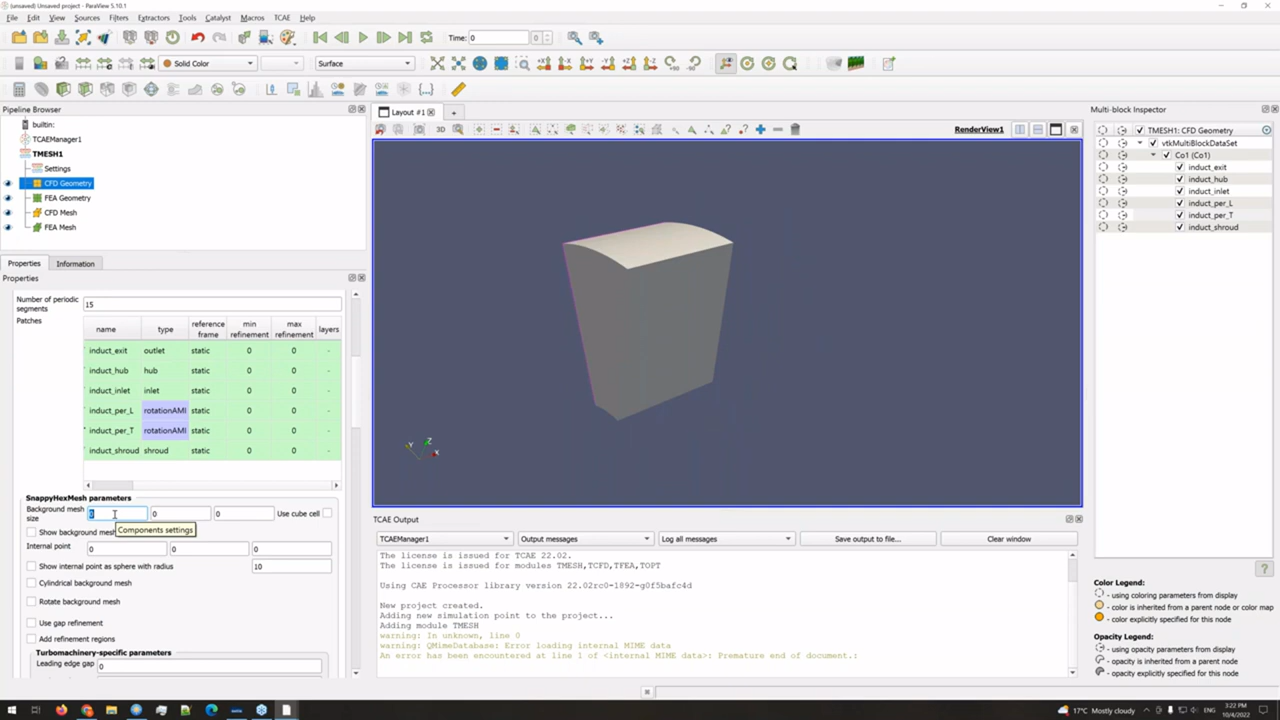 (unsaved) Unsaved project - ParaView 5.10.1
File Edit View Sources Filters Extractors Tools Catalyst Macros TCAE Help
Time: 0 0
Solid Color Surface
Pipeline Browser
builtin:
TCAEManager1
TMESH1
Settings
CFD Geometry
FEA Geometry
CFD Mesh
FEA Mesh
Properties Information
Properties
Number of periodic segments 15
Patches
name type reference frame min refinement max refinement layers
induct_exit outlet static 0 0 -
induct_hub hub static 0 0 -
induct_inlet inlet static 0 0 -
induct_per_L rotationAMI static 0 0 -
induct_per_T rotationAMI static 0 0 -
induct_shroud shroud static 0 0 -
SnappyHexMesh parameters
Background mesh size 0 0 0 Use cube cell
Components settings
Show background mesh
Internal point 0 0 0
Show internal point as sphere with radius 10
Cylindrical background mesh
Rotate background mesh
Use gap refinement
Add refinement regions
Turbomachinery-specific parameters
Leading edge gap 0
Layout #1
3D
RenderView1
Z
Y
X
TCAE Output
TCAEManager1 Output messages Log all messages Save output to file... Clear window
The license is issued for TCAE 22.02.
The license is issued for modules TMESH,TCFD,TFEA,TOPT
Using CAE Processor library version 22.02rc0-1892-g0f5bafc4d
New project created.
Adding new simulation point to the project...
Adding module TMESH
warning: In unknown, line 0
warning: QMimeDatabase: Error loading internal MIME data
An error has been encountered at line 1 of <internal MIME data>: Premature end of document.:
Multi-block Inspector
TMESH1: CFD Geometry
vtkMultiBlockDataSet
Co1 (Co1)
induct_exit
induct_hub
induct_inlet
induct_per_L
induct_per_T
induct_shroud
Color Legend:
- using coloring parameters from display
- color is inherited from a parent node or color map
- color explicitly specified for this node
Opacity Legend:
- using opacity parameters from display
- opacity is inherited from a parent node
- opacity explicitly specified for this node
17°C Mostly cloudy ENG 3:22 PM
10/4/2022